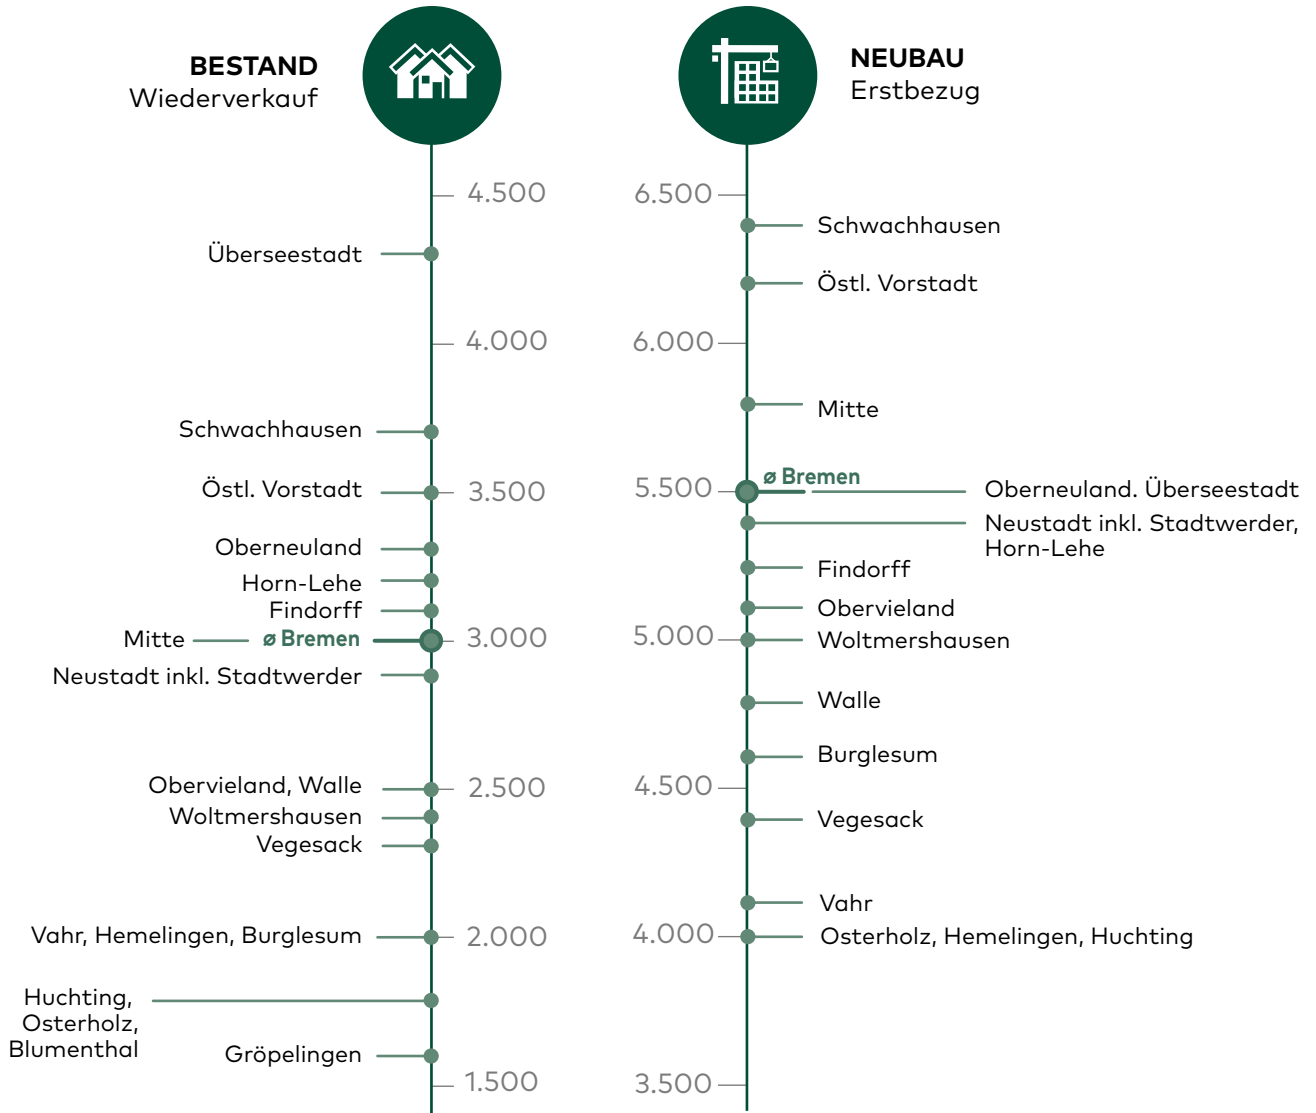 BESTAND
Wiederverkauf
4.500
Überseestadt
4.000
Schwachhausen
Östl. Vorstadt
3.500
Oberneuland
Horn-Lehe
Findorff
Mitte
ø Bremen
3.000
Neustadt inkl. Stadtwerder
Obervieland, Walle
2.500
Woltmershausen
Vegesack
Vahr, Hemelingen, Burglesum
2.000
Huchting,
Osterholz,
Blumenthal
Gröpelingen
1.500
NEUBAU
Erstbezug
6.500
Schwachhausen
Östl. Vorstadt
6.000
Mitte
ø Bremen
5.500
Oberneuland. Überseestadt
Neustadt inkl. Stadtwerder,
Horn-Lehe
Findorff
Obervieland
5.000
Woltmershausen
Walle
Burglesum
4.500
Vegesack
Vahr
4.000
Osterholz, Hemelingen, Huchting
3.500